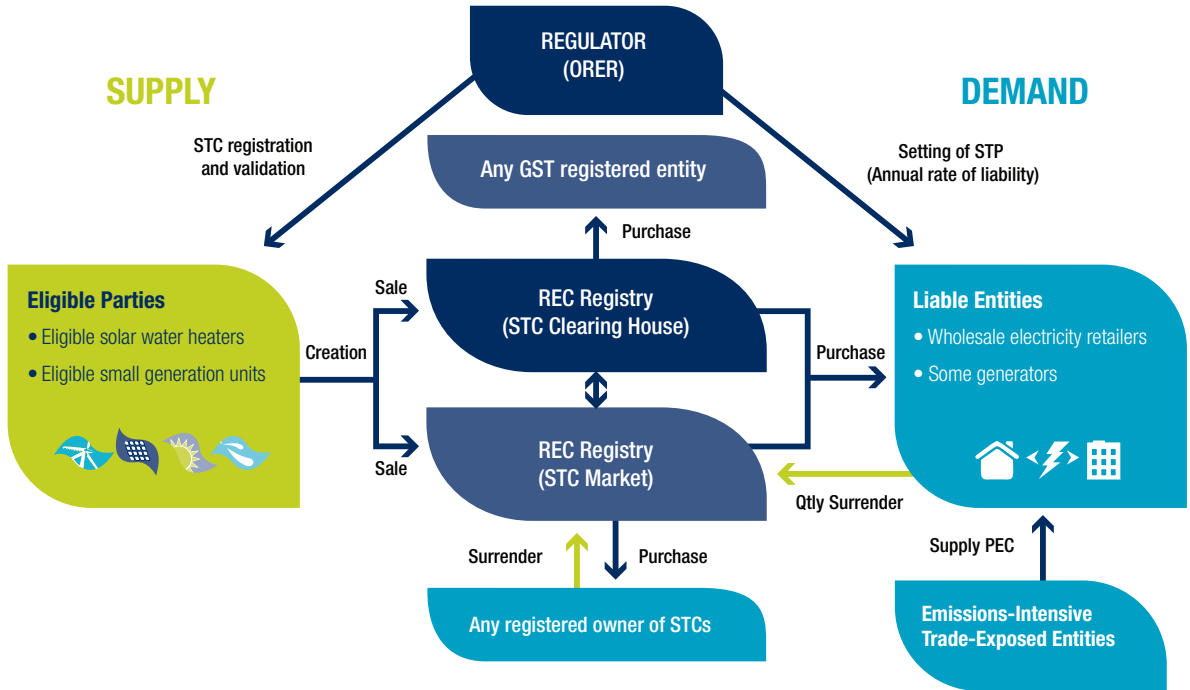 REGULATOR
(ORER)
SUPPLY
DEMAND
STC registration
and validation
Setting of STP
(Annual rate of liability)
Any GST registered entity
Purchase
Eligible Parties
• Eligible solar water heaters
• Eligible small generation units
Creation
Sale
Sale
REC Registry
(STC Clearing House)
REC Registry
(STC Market)
Purchase
Liable Entities
• Wholesale electricity retailers
• Some generators
Qtly Surrender
Surrender
Purchase
Supply PEC
Any registered owner of STCs
Emissions-Intensive
Trade-Exposed Entities